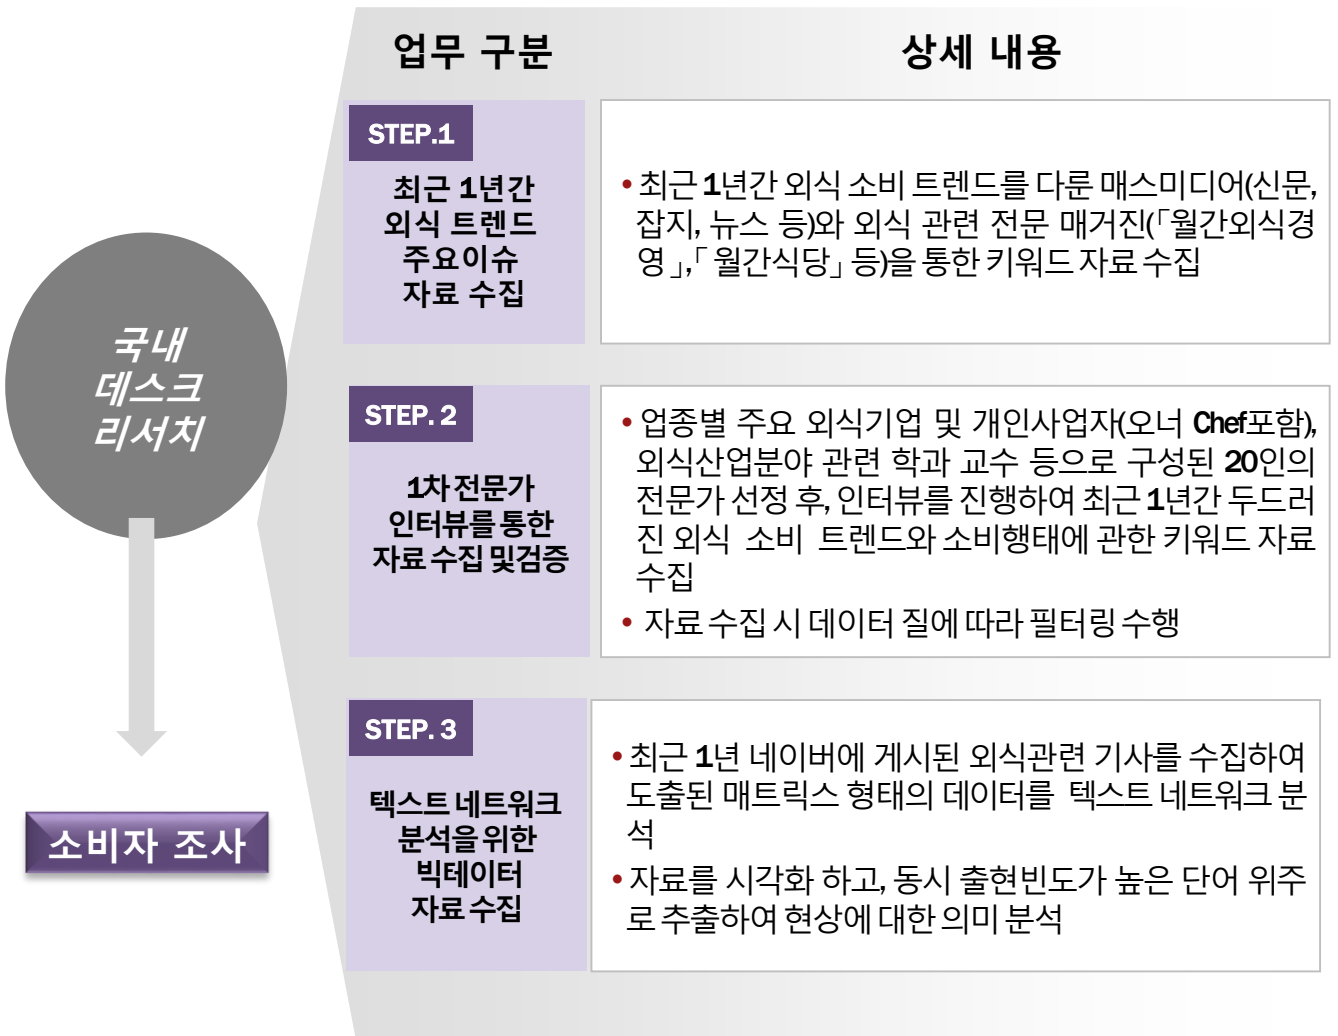 업무 구분
상세 내용
국내
데스크
리서치
소비자 조사
STEP.1
최근 1년간
외식 트렌드
주요이슈
자료 수집
• 최근 1년간 외식 소비 트렌드를 다룬 매스미디어(신문,
잡지, 뉴스 등)와 외식 관련 전문 매거진(「월간외식경
영」,「월간식당」 등)을 통한 키워드 자료 수집
STEP. 2
1차 전문가
인터뷰를 통한
자료 수집 및검증
• 업종별 주요 외식기업 및 개인사업자(오너 Chef포함),
외식산업분야 관련 학과 교수 등으로 구성된 20인의
전문가 선정 후, 인터뷰를 진행하여 최근 1년간 두드러
진 외식 소비 트렌드와 소비행태에 관한 키워드 자료
수집
• 자료 수집 시 데이터 질에 따라 필터링 수행
STEP. 3
텍스트 네트워크
분석을 위한
빅테이터
자료 수집
• 최근 1년 네이버에 게시된 외식관련 기사를 수집하여
도출된 매트릭스 형태의 데이터를 텍스트 네트워크 분
석
• 자료를 시각화 하고, 동시 출현빈도가 높은 단어 위주
로 추출하여 현상에 대한 의미 분석